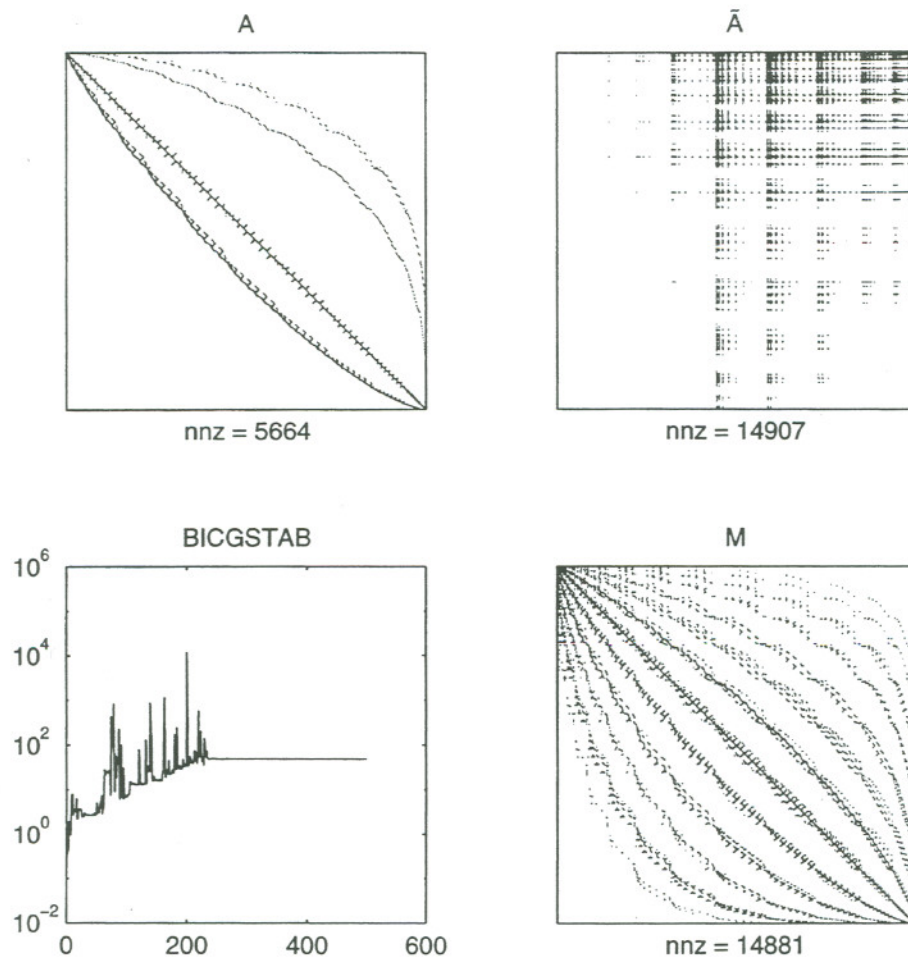 A
Ã
nnz = 5664
nnz = 14907
BICGSTAB
M
10^6
10^4
10^2
10^0
10^-2
0
200
400
600
nnz = 14881